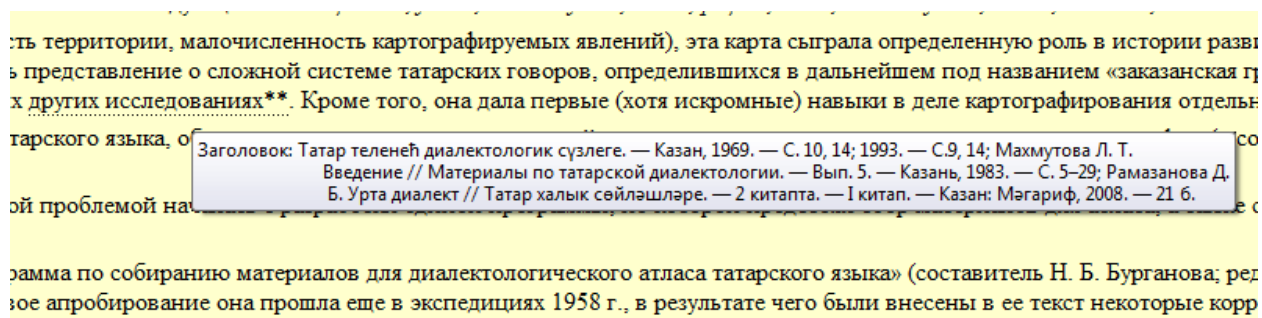 сть территории, малочисленность картографируемых явлений), эта карта сыграла определенную роль в истории разви
ь представление о сложной системе татарских говоров, определившихся в дальнейшем под названием «заказанская гр
х других исследованиях**. Кроме того, она дала первые (хотя искромные) навыки в деле картографирования отдельн
тарского языка, о
Заголовок: Татар теленећ диалектологик сүзлеге. — Казан, 1969. — С. 10, 14; 1993. — С.9, 14; Махмутова Л. Т.
Введение // Материалы по татарской диалектологии. — Вып. 5. — Казань, 1983. — С. 5–29; Рамазанова Д.
Б. Урта диалект // Татар халык сөйләшләре. — 2 китапта. — I китап. — Казан: Мәгариф, 2008. — 21 б.
ой проблемой на
рамма по собиранию материалов для диалектологического атласа татарского языка» (составитель Н. Б. Бурганова; ред
вое апробирование она прошла еще в экспедициях 1958 г., в результате чего были внесены в ее текст некоторые корр